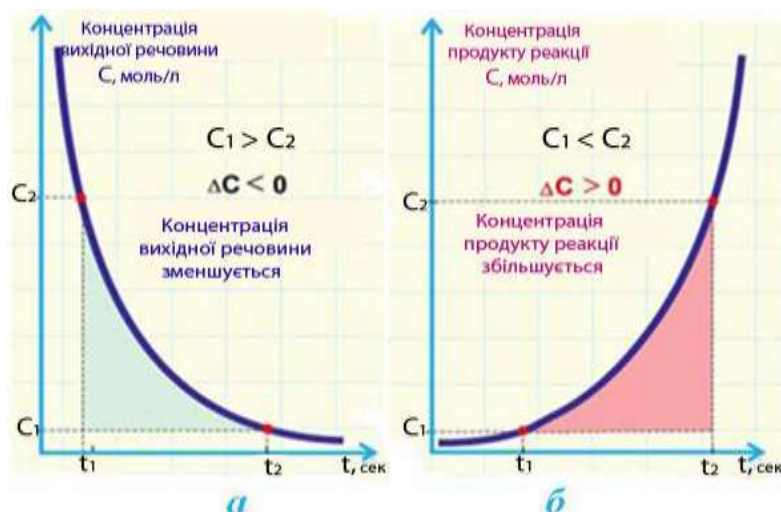 Концентрація
вихідної речовини
С, моль/л
C₁ > C₂
ΔC < 0
C₂
Концентрація
вихідної речовини
зменшується
C₁
t₁
t₂
t, сек
а
Концентрація
продукту реакції
С, моль/л
C₁ < C₂
ΔC > 0
C₂
Концентрація
продукту реакції
збільшується
C₁
t₁
t₂
t, сек
б